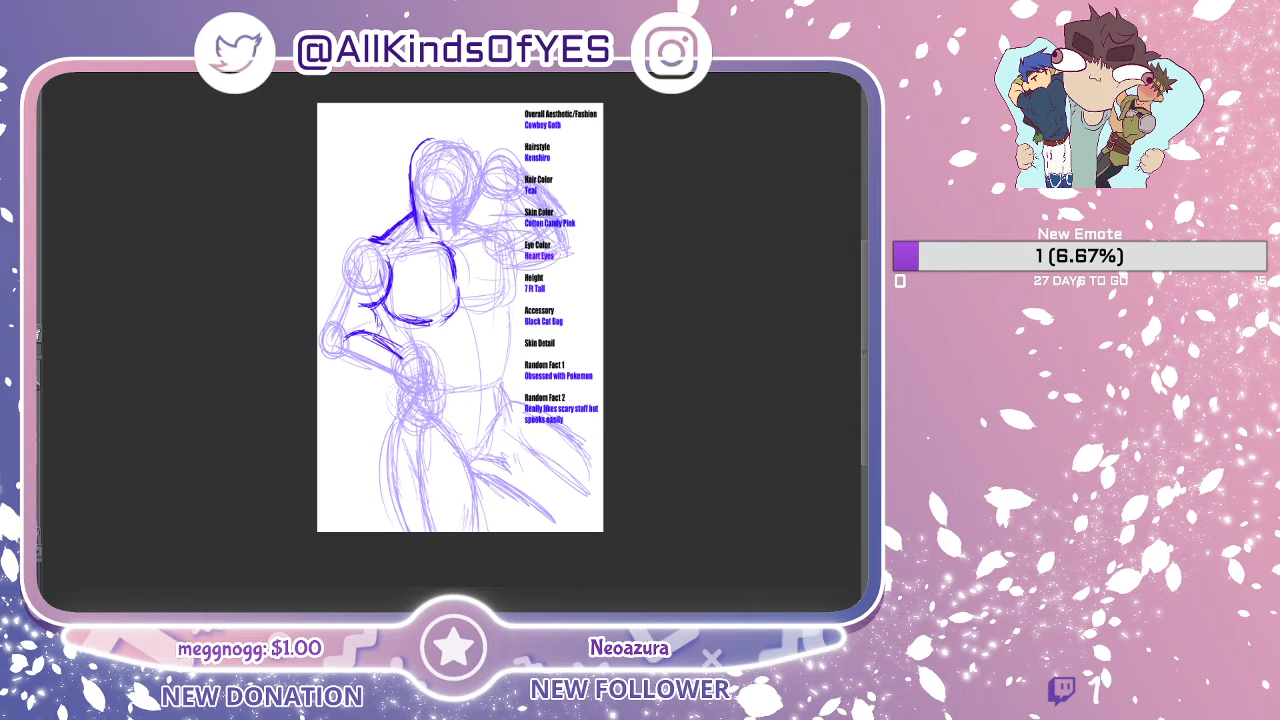 @AllKindsOfYES
Overall Aesthetic/Fashion
Cowboy Goth
Hairstyle
Kenshiro
Hair Color
Teal
Skin Color
Cotton Candy Pink
Eye Color
Heart Eyes
Height
7 Ft Tall
Accessory
Black Cat Bag
Skin Detail
Random Fact 1
Obsessed with Pokemon
Random Fact 2
Really likes scary stuff but
spooks easily
New Emote
1 (6.67%)
0
27 DAYS TO GO
15
meggnogg: $1.00
NEW DONATION
Neoazura
NEW FOLLOWER
1